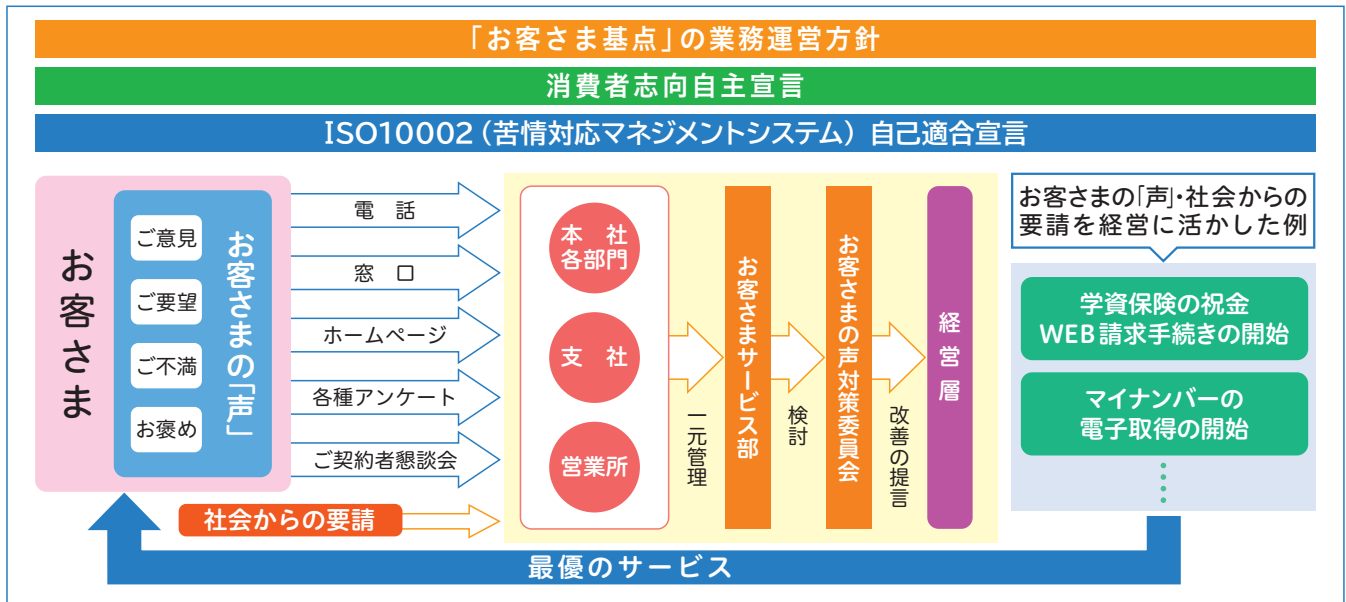 「お客さま基点」の業務運営方針
消費者志向自主宣言
ISO10002（苦情対応マネジメントシステム）自己適合宣言
お客さま
ご意見
ご要望
ご不満
お褒め
お客さまの「声」
電 話
窓 口
ホームページ
各種アンケート
ご契約者懇談会
社会からの要請
本 社
各部門
支 社
営業所
一元管理
お客さまサービス部
検討
お客さまの声対策委員会
改善の提言
経営層
お客さまの「声」・社会からの
要請を経営に活かした例
学資保険の祝金
WEB請求手続きの開始
マイナンバーの
電子取得の開始
最優のサービス